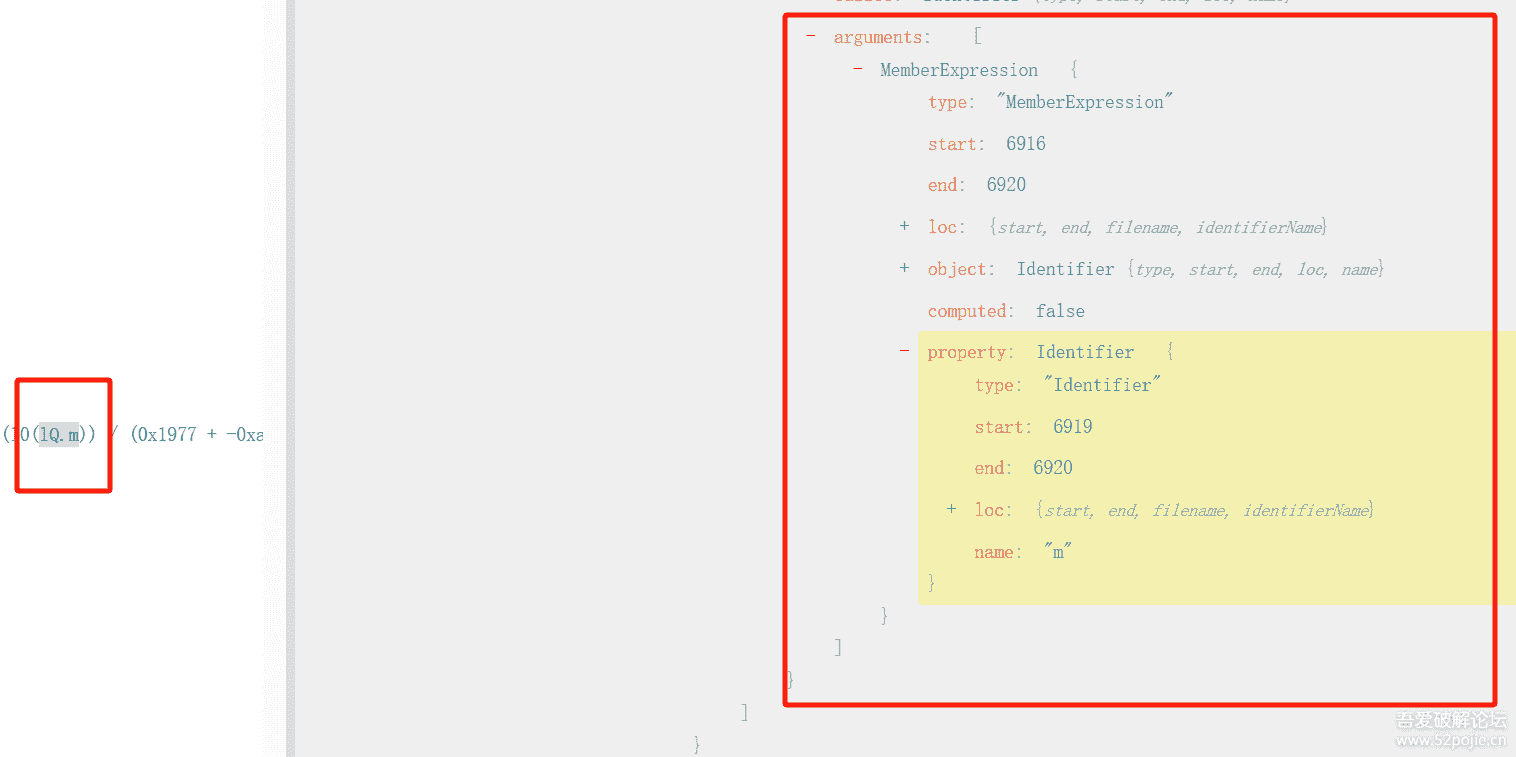 - arguments: [
- MemberExpression {
type: "MemberExpression"
start: 6916
end: 6920
+ loc: {start, end, filename, identifierName}
+ object: Identifier {type, start, end, loc, name}
computed: false
- property: Identifier {
type: "Identifier"
(lO(lQ.m)) / (0x1977 + -0xa
start: 6919
end: 6920
+ loc: {start, end, filename, identifierName}
name: "m"
}
}
]
}
]
}
吾爱破解论坛
www.52pojie.cn